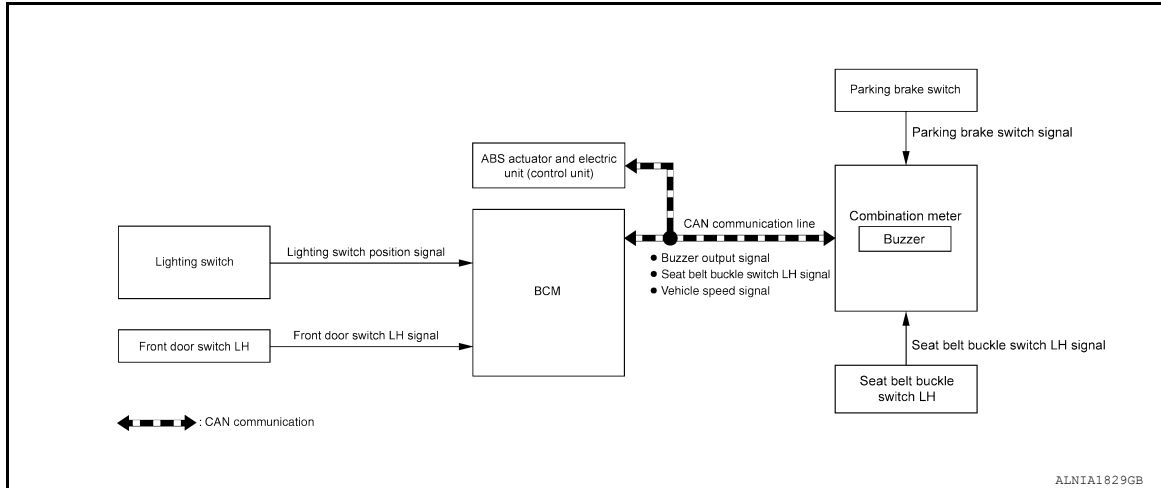 Parking brake switch
Parking brake switch signal
ABS actuator and electric
unit (control unit)
CAN communication line
Combination meter
Buzzer
Lighting switch
Lighting switch position signal
● Buzzer output signal
● Seat belt buckle switch LH signal
● Vehicle speed signal
BCM
Front door switch LH
Front door switch LH signal
Seat belt buckle switch LH signal
Seat belt buckle
switch LH
: CAN communication
ALNIA1829GB